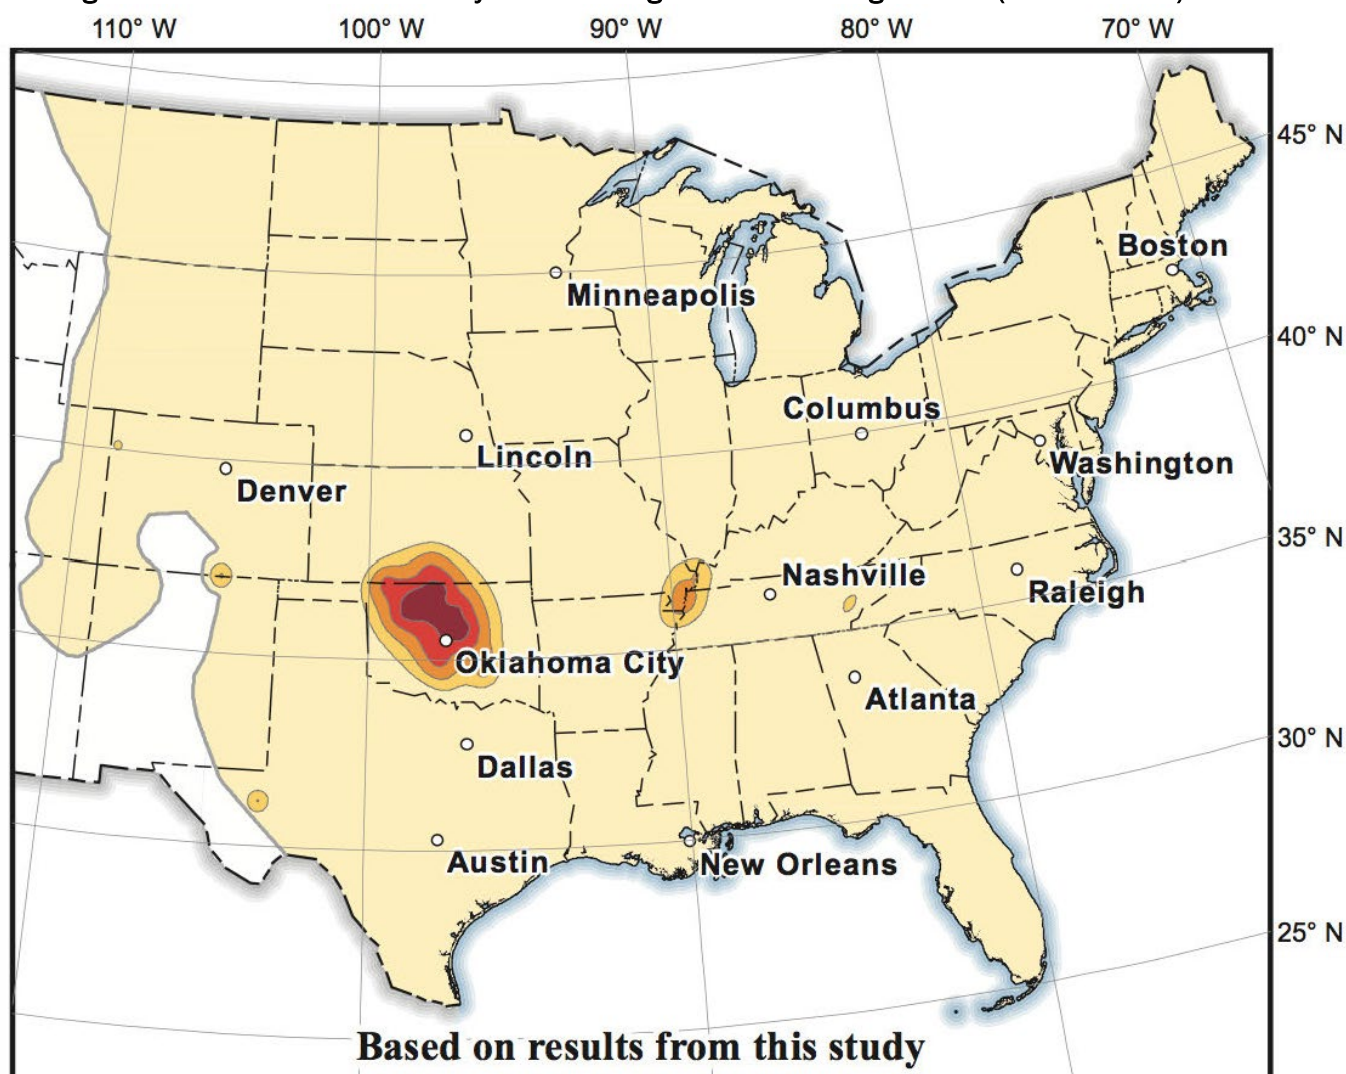 110° W 100° W 90° W 80° W 70° W
45° N
Boston
Minneapolis
40° N
Columbus
Lincoln
Washington
Denver
35° N
Nashville
Raleigh
Oklahoma City
Atlanta
30° N
Dallas
Austin
New Orleans
25° N
Based on results from this study